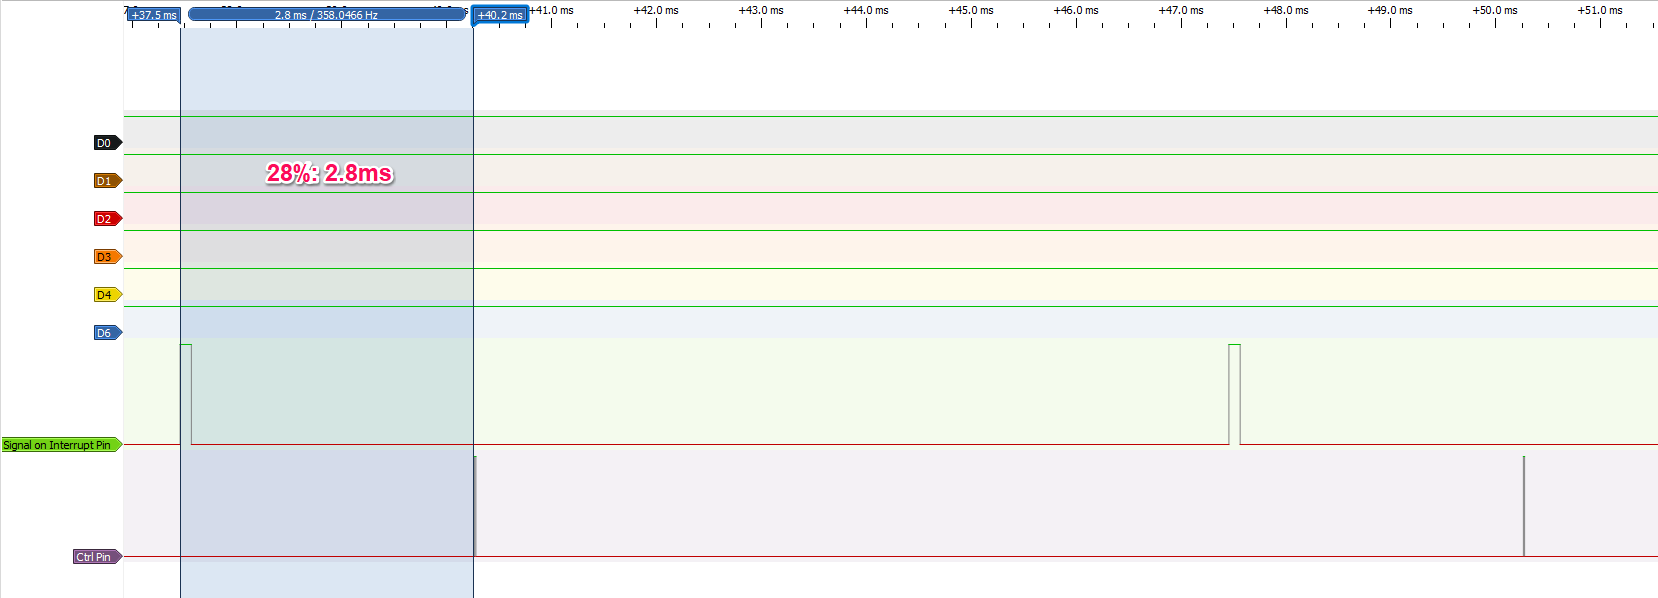 +37.5 ms 2.8 ms / 358.0466 Hz +40.2 ms +41.0 ms +42.0 ms +43.0 ms +44.0 ms +45.0 ms +46.0 ms +47.0 ms +48.0 ms +49.0 ms +50.0 ms +51.0 ms
D0
28%: 2.8ms
D1
D2
D3
D4
D6
Signal on Interrupt Pin
Ctrl Pin